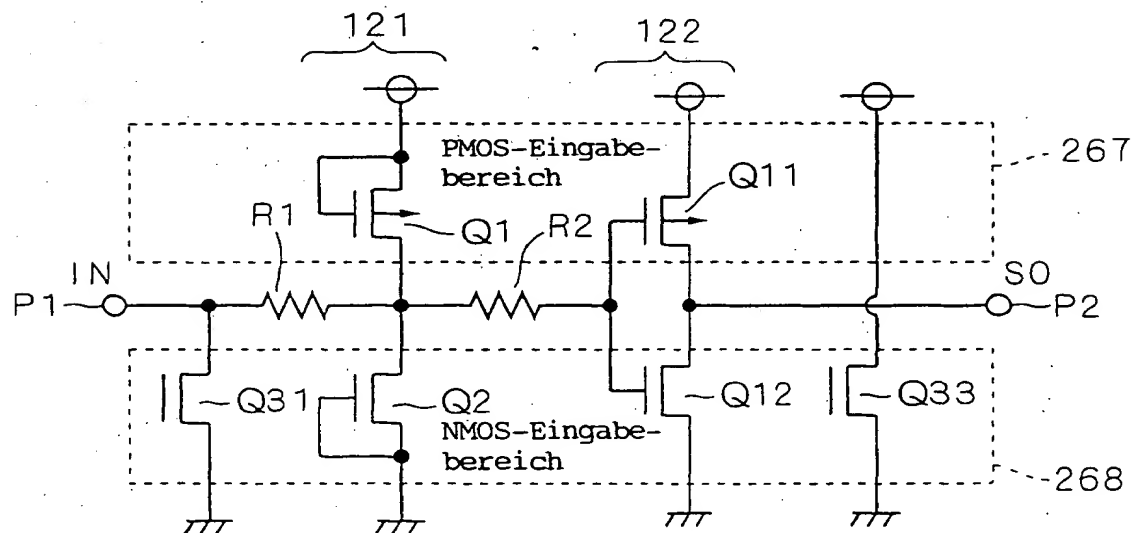 121
122
PMOS-Eingabe-
bereich
267
Q11
R1
Q1
R2
IN
SO
P1
P2
Q31
Q2
Q12
Q33
NMOS-Eingabe-
bereich
268